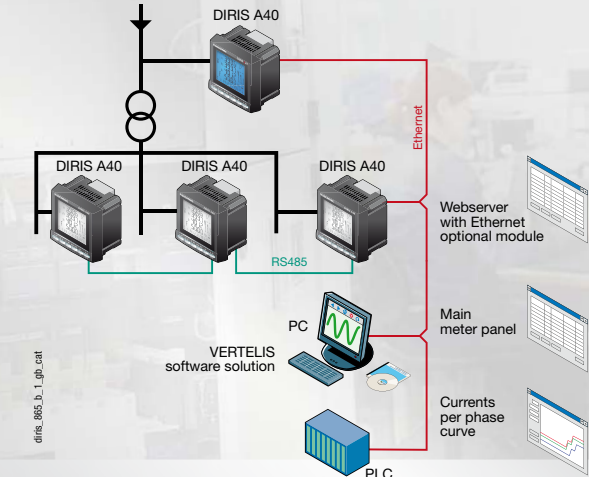 DIRIS A40
Ethernet
DIRIS A40
DIRIS A40
DIRIS A40
RS485
Webserver
with Ethernet
optional module
PC
VERTELIS
software solution
Main
meter panel
Currents
per phase
curve
PLC
diris_865_b_1_gb_cat